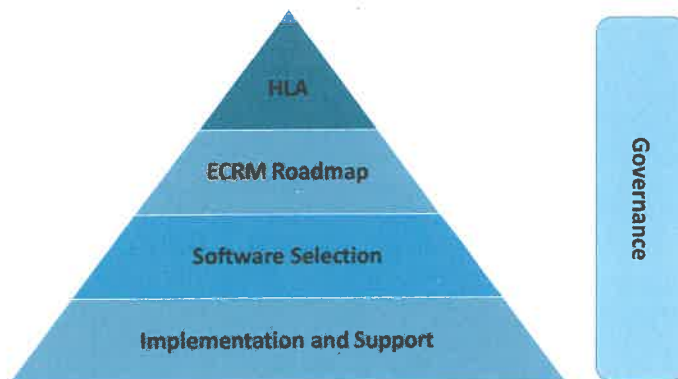 HLA
ECRM Roadmap
Software Selection
Implementation and Support
Governance